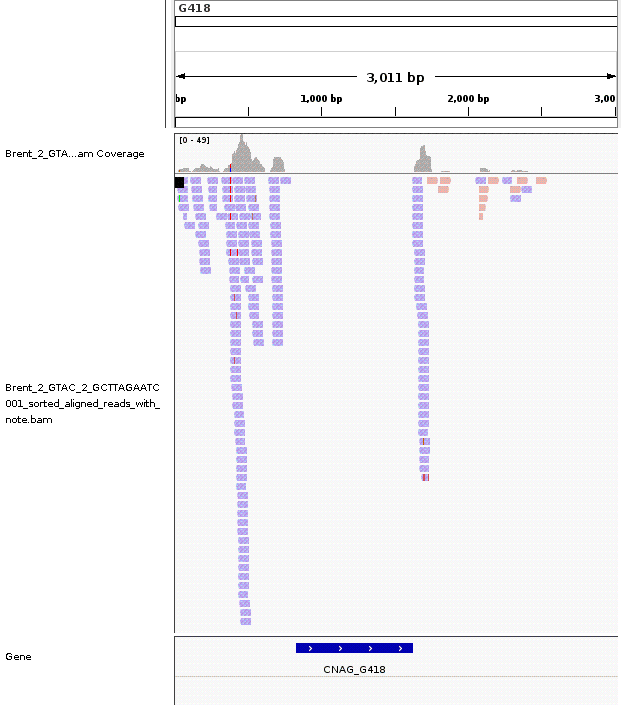 G418
3,011 bp
bp 1,000 bp 2,000 bp 3,00
[0 - 49]
Brent_2_GTA...am Coverage
Brent_2_GTAC_2_GCTTAGAATC
001_sorted_aligned_reads_with_
note.bam
Gene
CNAG_G418